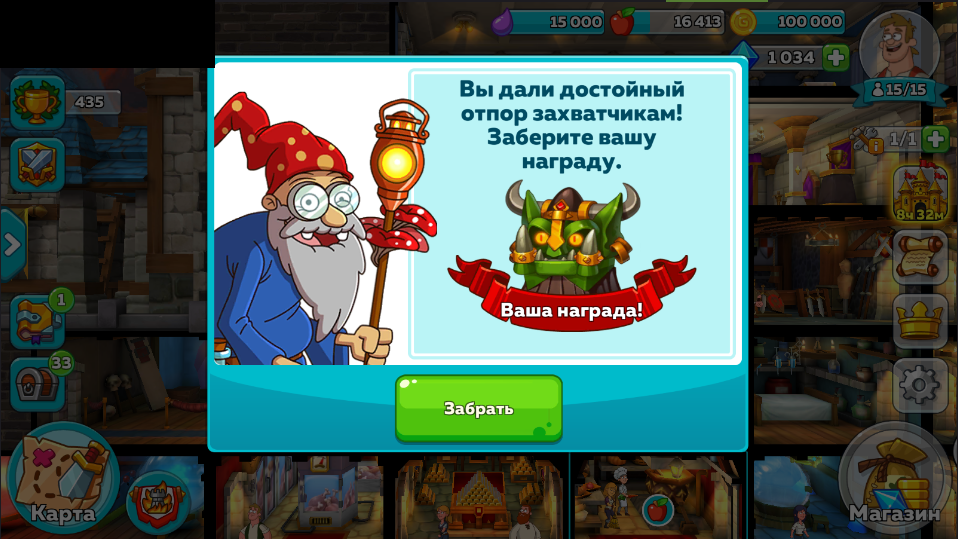 15 000
16 413
100 000
1 034
15/15
435
1/1
8ч 32м
1
33
Вы дали достойный
отпор захватчикам!
Заберите вашу
награду.
Ваша награда!
Забрать
Карта
Магазин